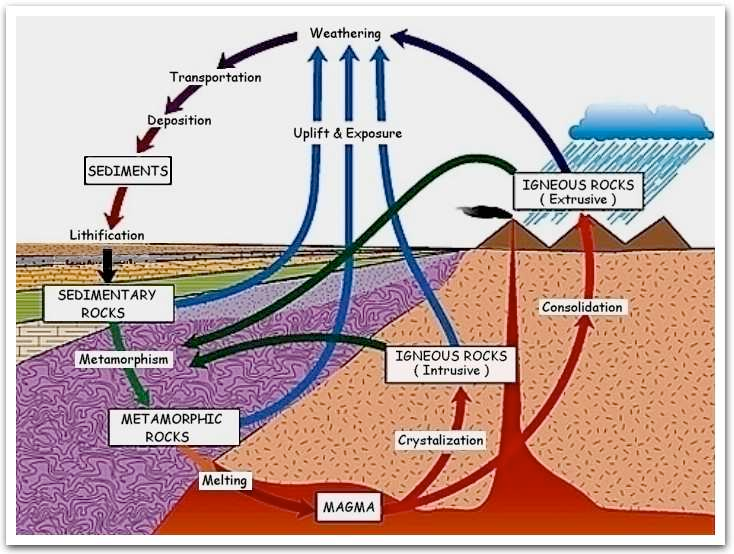 Weathering
Transportation
Deposition
Uplift & Exposure
SEDIMENTS
IGNEOUS ROCKS
( Extrusive )
Lithification
SEDIMENTARY
ROCKS
Consolidation
Metamorphism
IGNEOUS ROCKS
( Intrusive )
METAMORPHIC
ROCKS
Crystalization
Melting
MAGMA